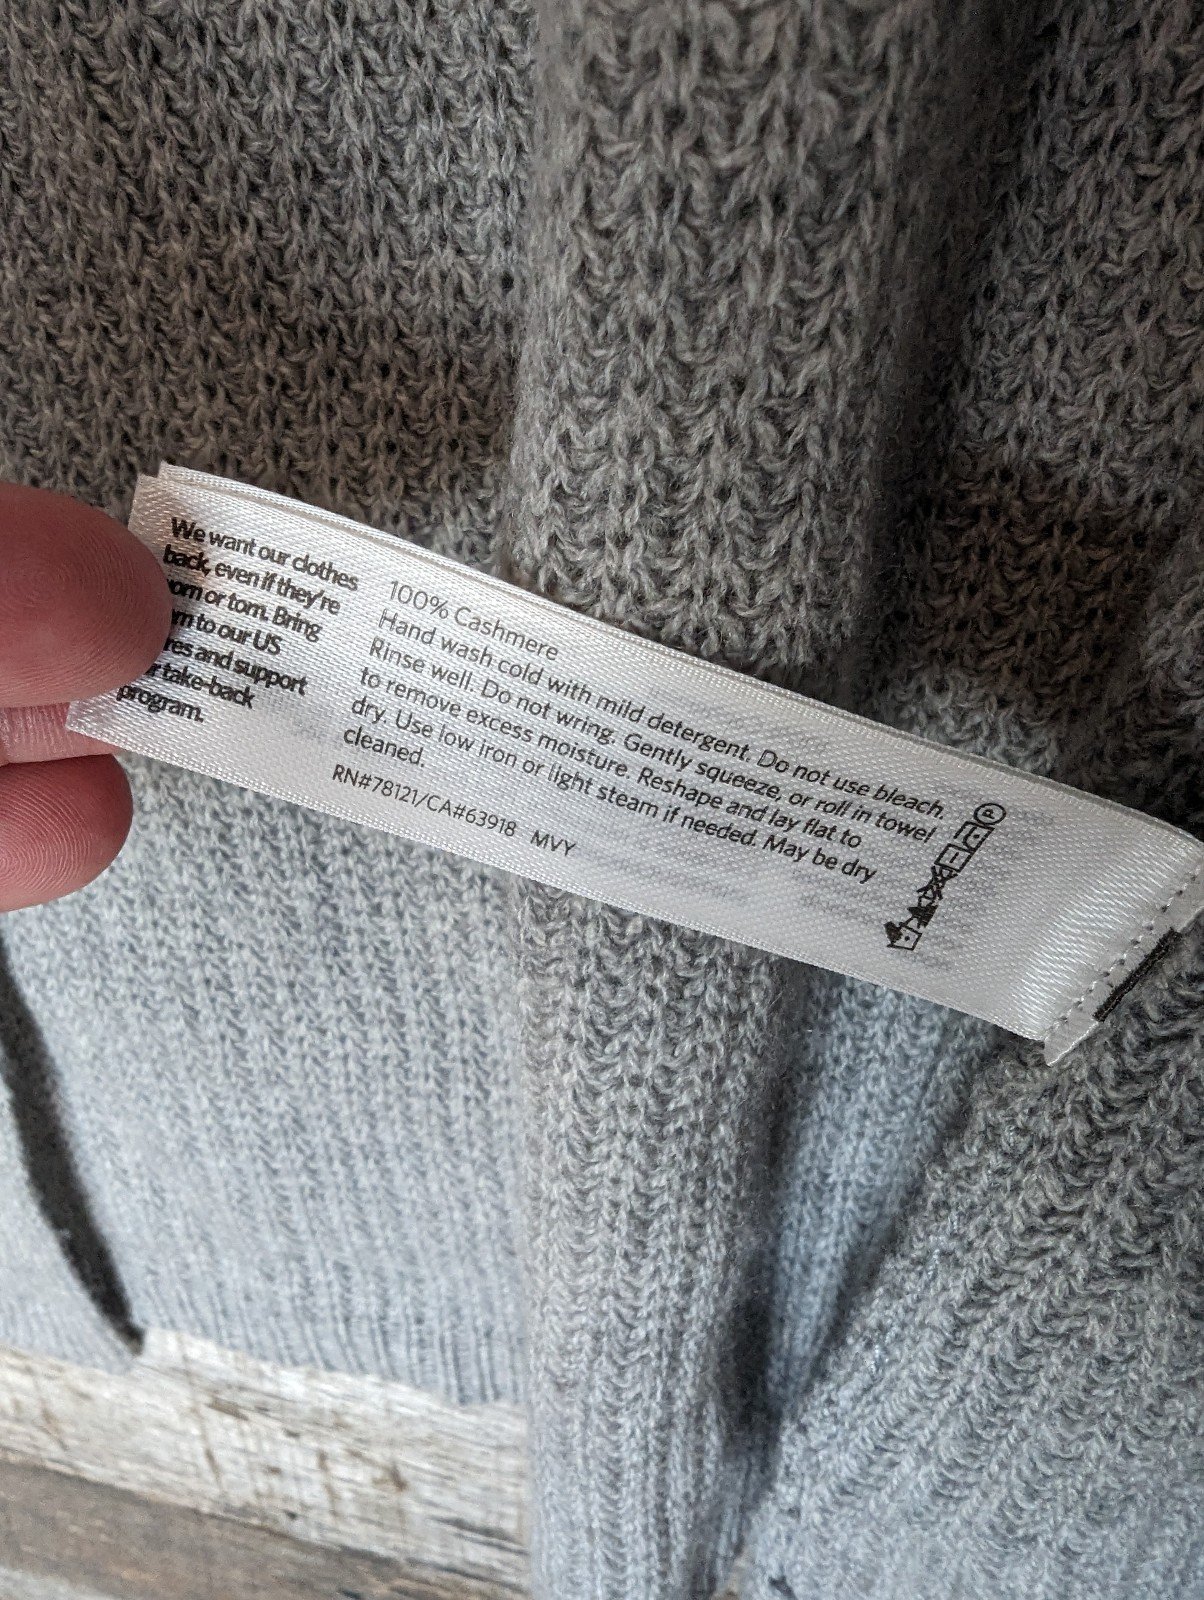 We want our clothes
back, even if they're
or torn. Bring
to our US
and support
take-back
program.
100% Cashmere
Hand wash cold with mild detergent. Do not use bleach.
Rinse well. Do not wring. Gently squeeze, or roll in towel
to remove excess moisture. Reshape and lay flat to
dry. Use low iron or light steam if needed. May be dry
cleaned.
RN#78121/CA#63918 MVY
P